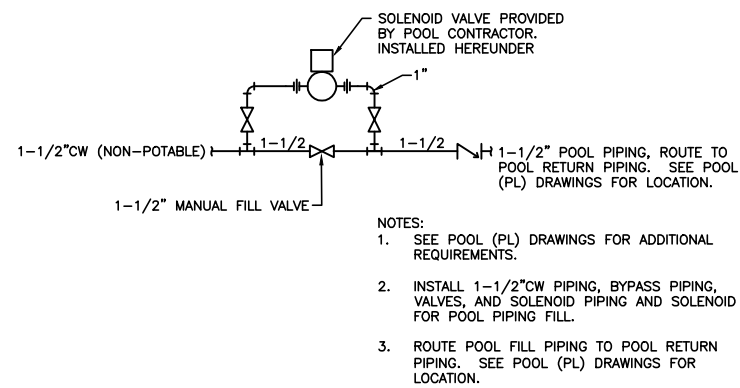 SOLENOID VALVE PROVIDED
BY POOL CONTRACTOR.
INSTALLED HEREUNDER
1"
1-1/2"CW (NON-POTABLE)
1-1/2
1-1/2
1-1/2" POOL PIPING, ROUTE TO
POOL RETURN PIPING. SEE POOL
(PL) DRAWINGS FOR LOCATION.
1-1/2" MANUAL FILL VALVE
NOTES:
1. SEE POOL (PL) DRAWINGS FOR ADDITIONAL
REQUIREMENTS.
2. INSTALL 1-1/2"CW PIPING, BYPASS PIPING,
VALVES, AND SOLENOID PIPING AND SOLENOID
FOR POOL PIPING FILL.
3. ROUTE POOL FILL PIPING TO POOL RETURN
PIPING. SEE POOL (PL) DRAWINGS FOR
LOCATION.